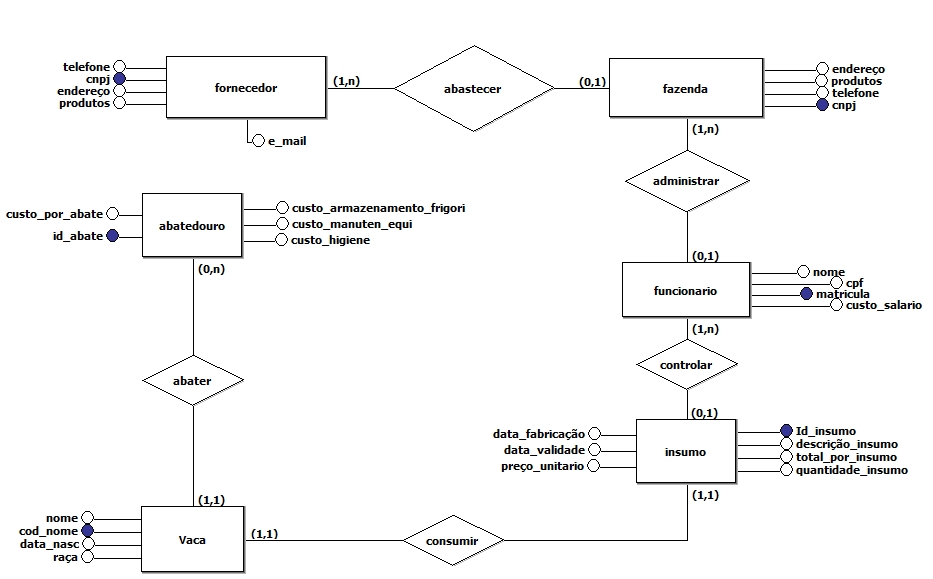 telefone
cnpj
endereço
produtos
fornecedor
e_mail
(1,n)
abastecer
(0,1)
fazenda
endereço
produtos
telefone
cnpj
(1,n)
administrar
(0,1)
custo_por_abate
id_abate
abatedouro
custo_armazenamento_frigori
custo_manuten_equi
custo_higiene
(0,n)
funcionario
nome
cpf
matricula
custo_salario
(1,n)
controlar
(0,1)
abater
data_fabricação
data_validade
preço_unitario
insumo
Id_insumo
descrição_insumo
total_por_insumo
quantidade_insumo
(1,1)
(1,1)
nome
cod_nome
data_nasc
raça
Vaca
(1,1)
consumir